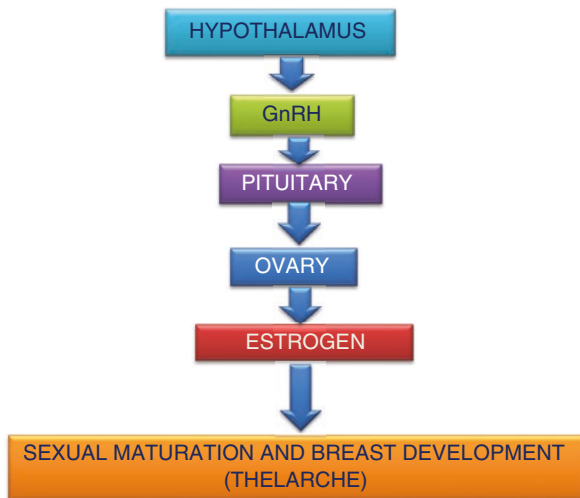 HYPOTHALAMUS
GnRH
PITUITARY
OVARY
ESTROGEN
SEXUAL MATURATION AND BREAST DEVELOPMENT
(THELARCHE)